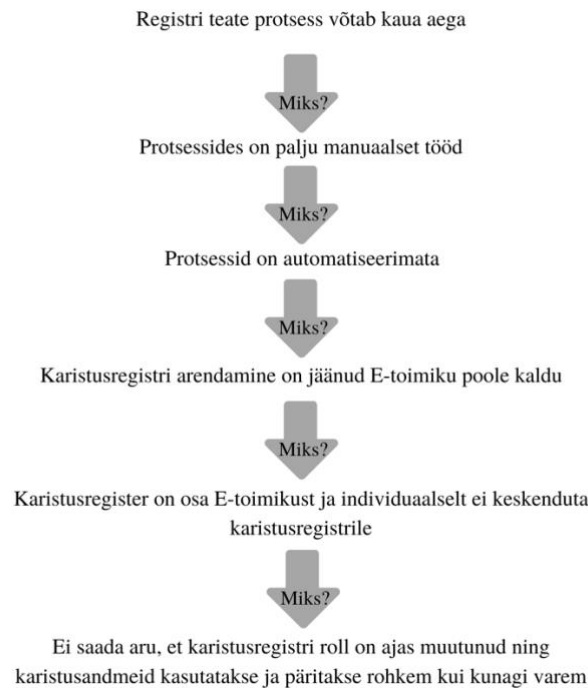 Registri teate protsess võtab kaua aega
Miks?
Protsessides on palju manuaalset tööd
Miks?
Protsessid on automatiseerimata
Miks?
Karistusregistri arendamine on jäänud E-toimiku poole kaldu
Miks?
Karistusregister on osa E-toimikust ja individuaalselt ei keskenduta
karistusregistrile
Miks?
Ei saada aru, et karistusregistri roll on ajas muutunud ning
karistusandmeid kasutatakse ja päritakse rohkem kui kunagi varem